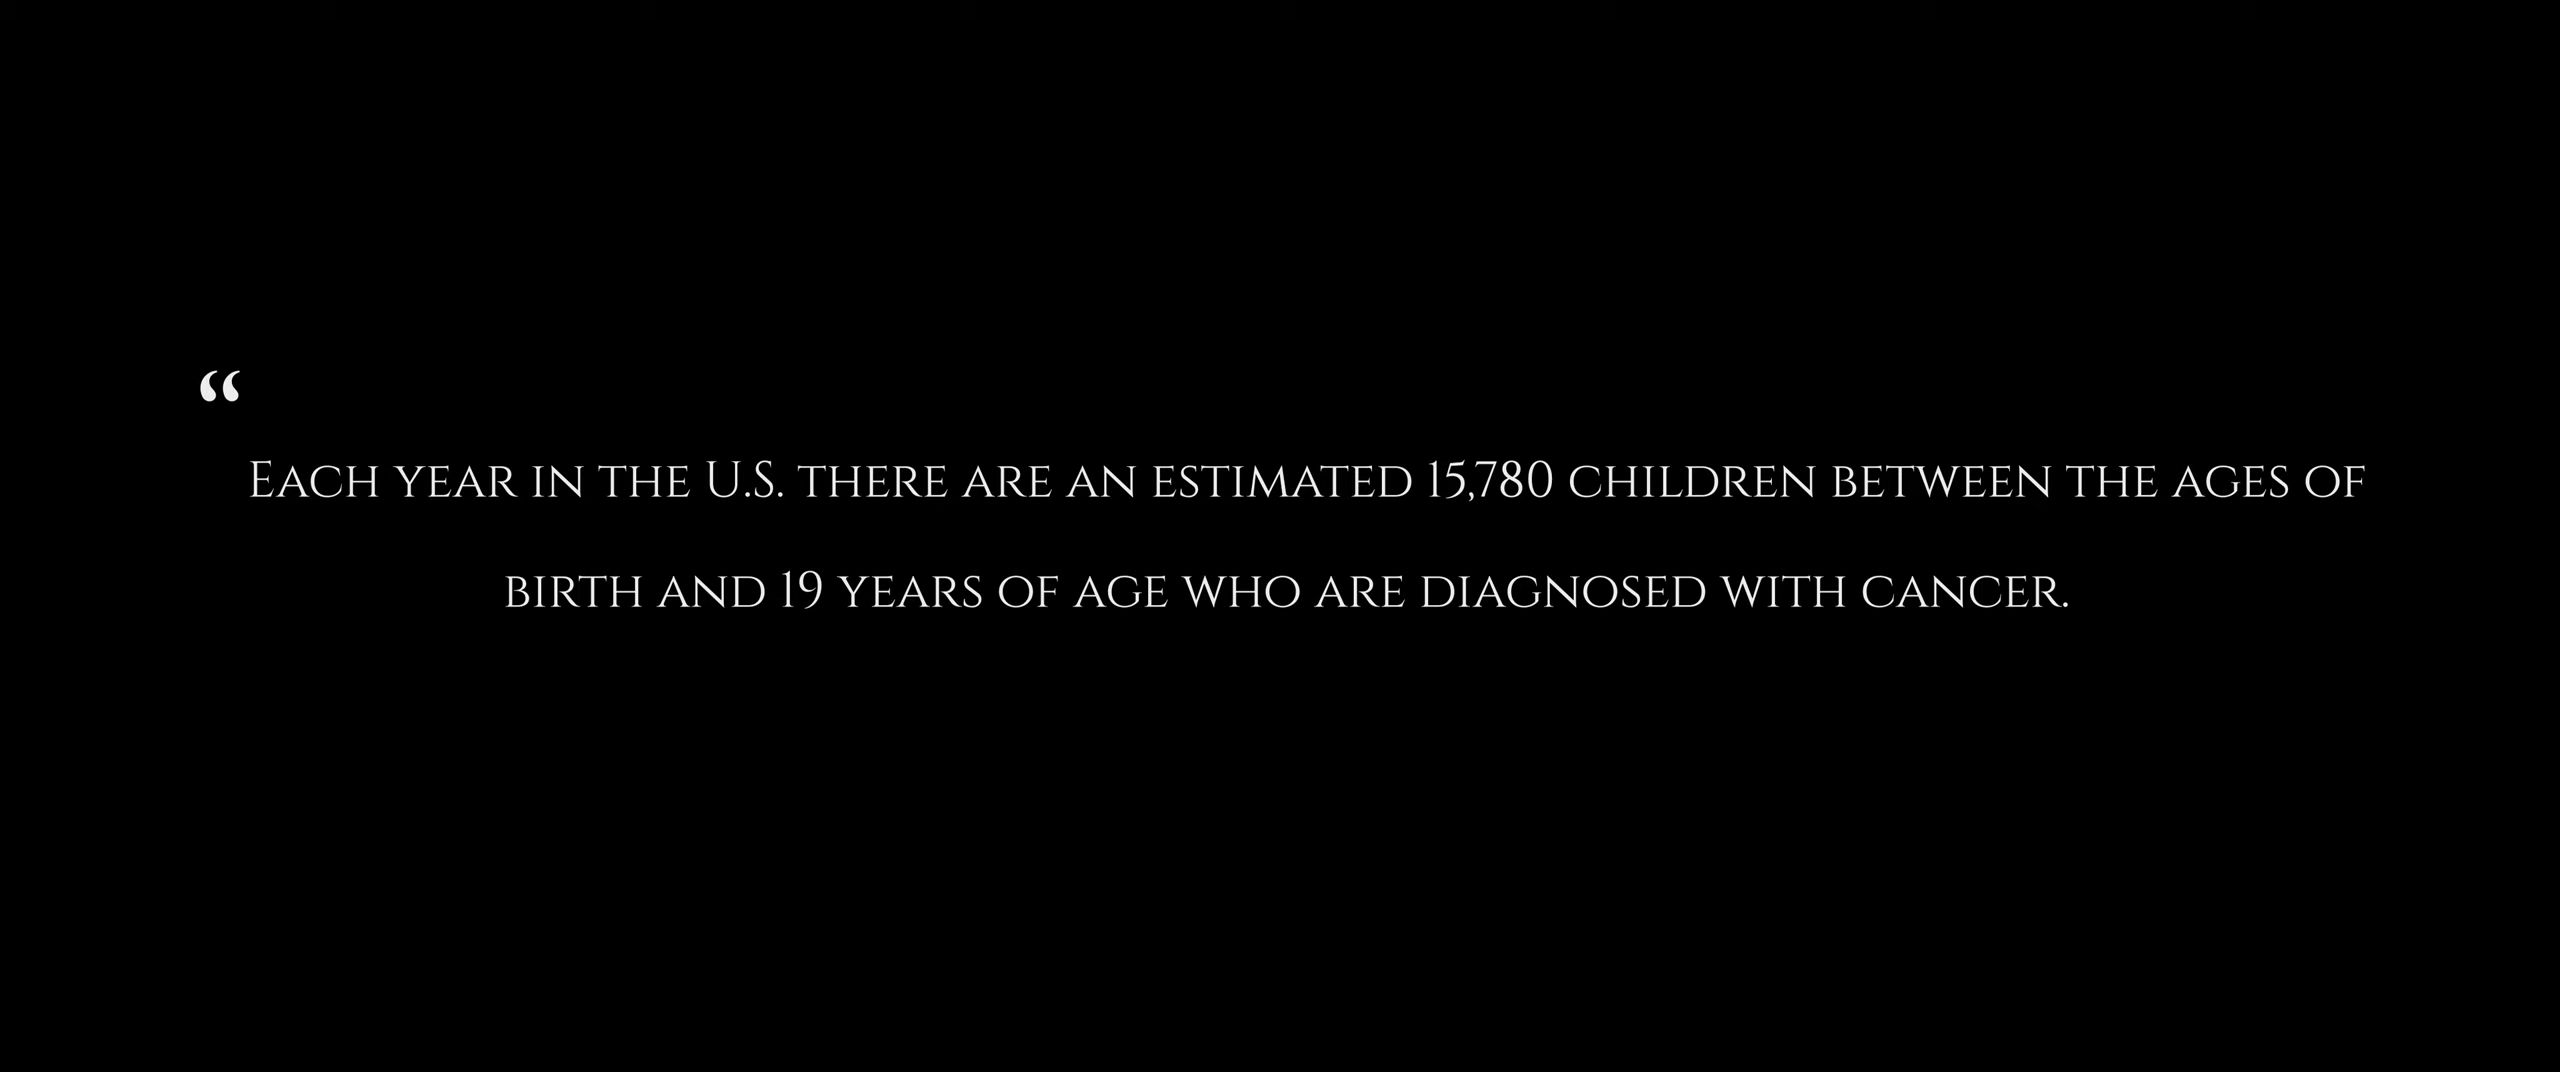 “
Each year in the U.S. there are an estimated 15,780 children between the ages of
birth and 19 years of age who are diagnosed with cancer.